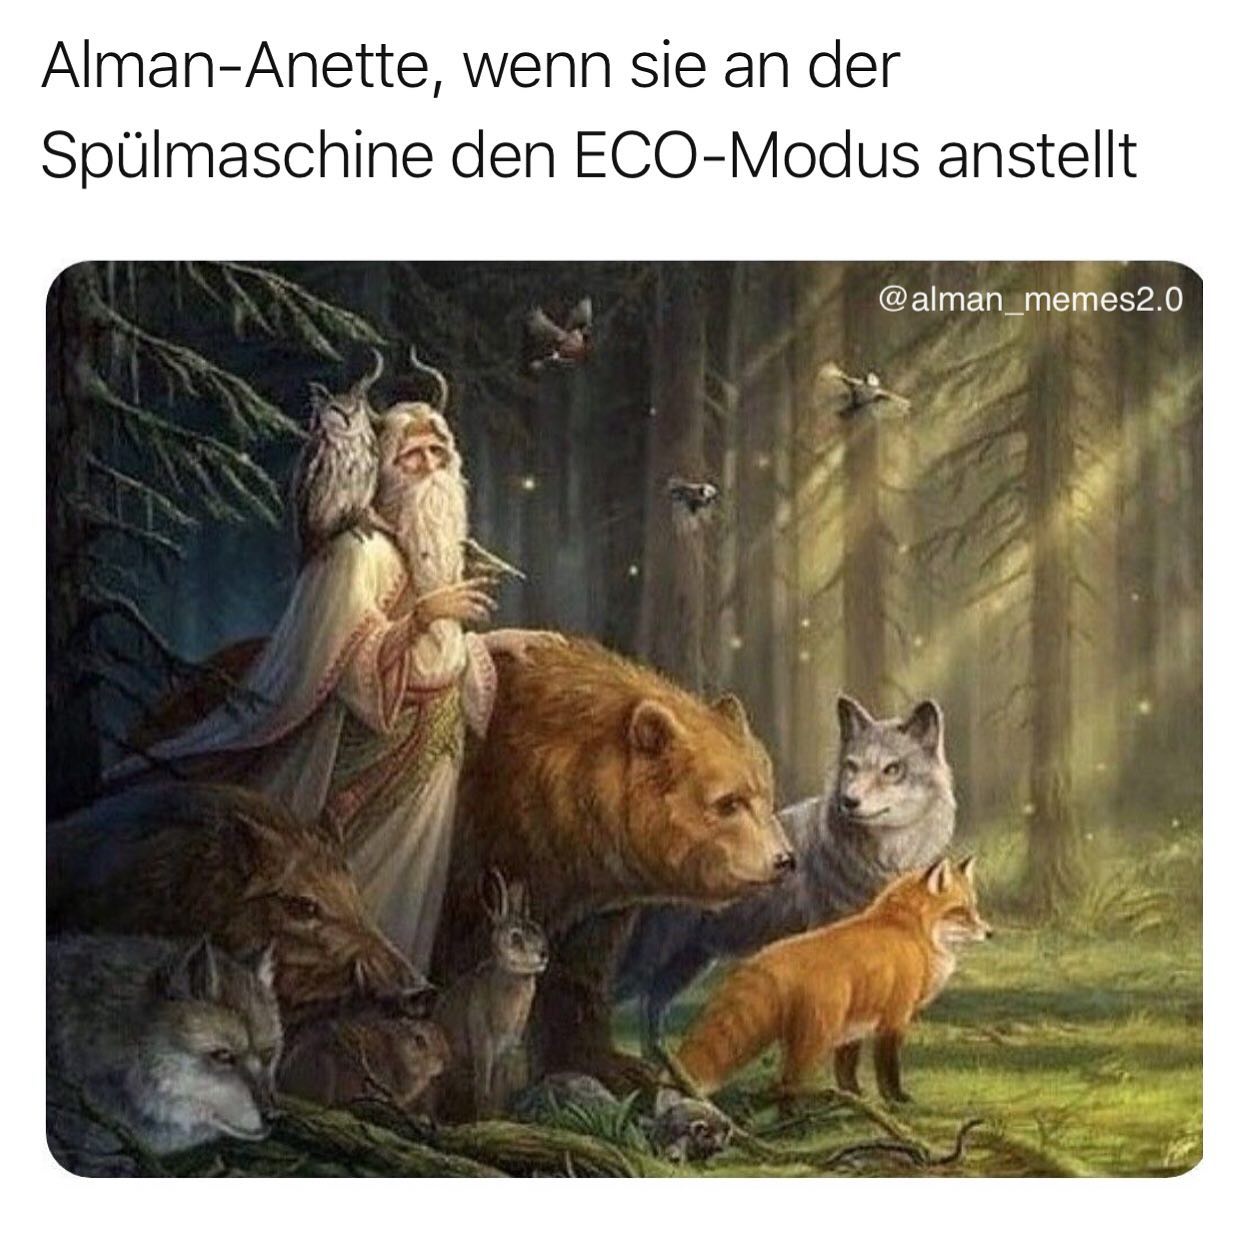 Alman-Anette, wenn sie an der
Spülmaschine den ECO-Modus anstellt
@alman_memes2.0